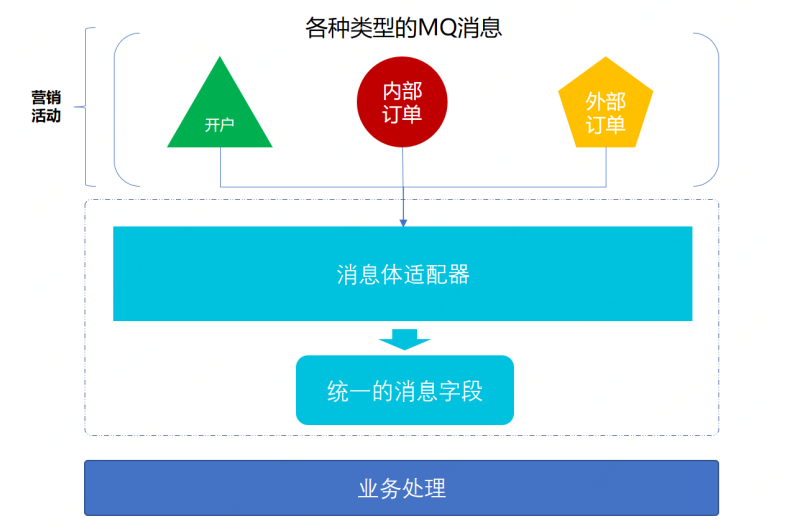 各种类型的MQ消息
营销
活动
开户
内部
订单
外部
订单
消息体适配器
统一的消息字段
业务处理